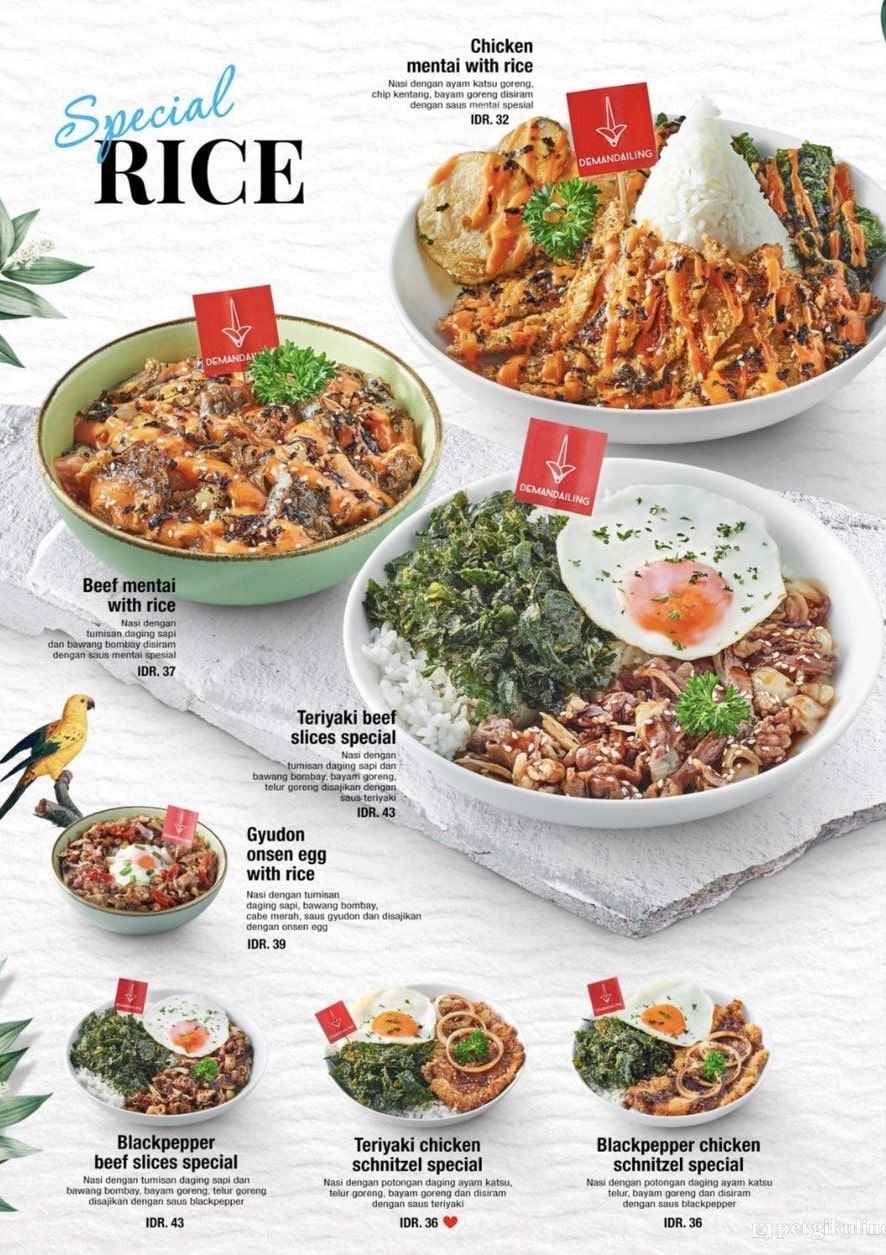 Special
RICE
Chicken
mentai with rice
Nasi dengan ayam katsu goreng,
chip kentang, bayam goreng disiram
dengan saus mentai spesial
IDR. 32
DEMANDAILING
DEMANDAILING
DEMANDAILING
Beef mentai
with rice
Nasi dengan
tumisan daging sapi
dan bawang bombay disiram
dengan saus mentai spesial
IDR. 37
Teriyaki beef
slices special
Nasi dengan
tumisan daging sapi dan
bawang bombay, bayam goreng,
telur goreng disajikan dengan
saus teriyaki
IDR. 43
Gyudon
onsen egg
with rice
Nasi dengan tumisan
daging sapi, bawang bombay,
cabe merah, saus gyudon dan disajikan
dengan onsen egg
IDR. 39
Blackpepper
beef slices special
Nasi dengan tumisan daging sapi dan
bawang bombay, bayam goreng, telur goreng
disajikan dengan saus blackpepper
IDR. 43
Teriyaki chicken
schnitzel special
Nasi dengan potongan daging ayam katsu,
telur goreng, bayam goreng dan disiram
dengan saus teriyaki
IDR. 36
Blackpepper chicken
schnitzel special
Nasi dengan potongan daging ayam katsu
telur, bayam goreng dan disiram
dengan saus blackpepper
IDR. 36
pergikuline